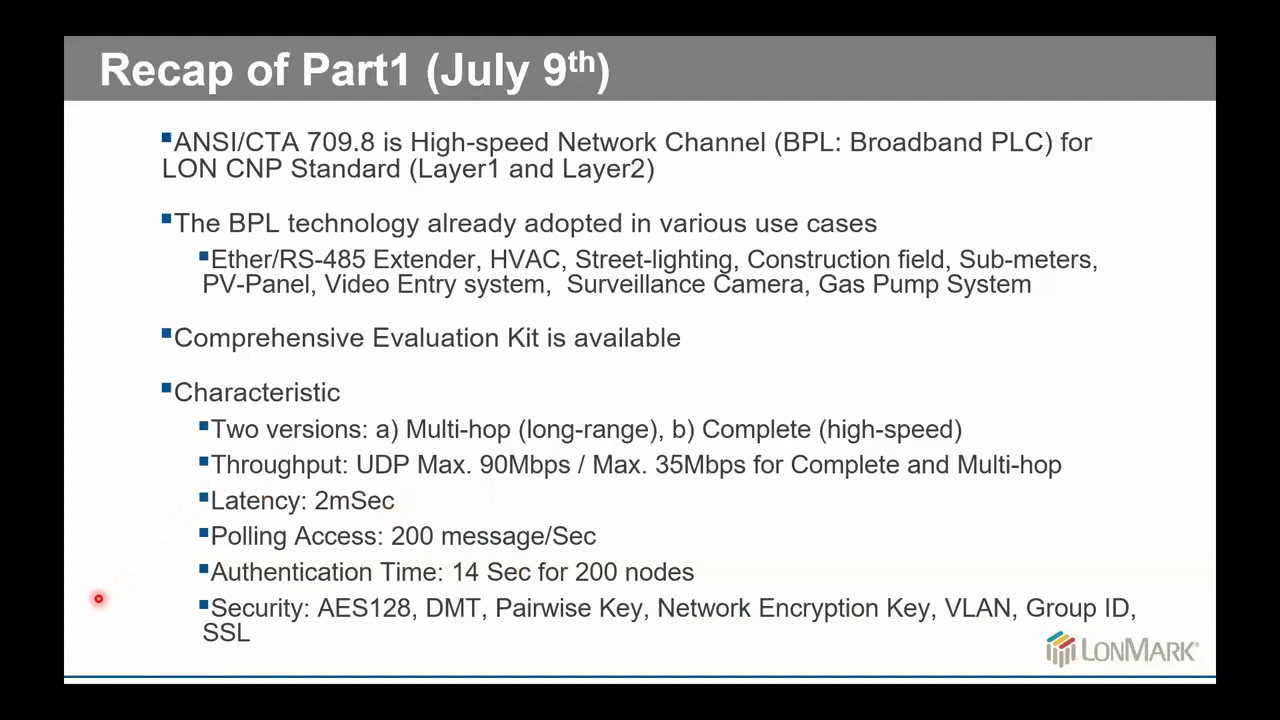 Recap of Part1 (July 9th)
▪ANSI/CTA 709.8 is High-speed Network Channel (BPL: Broadband PLC) for
LON CNP Standard (Layer1 and Layer2)
▪The BPL technology already adopted in various use cases
▪Ether/RS-485 Extender, HVAC, Street-lighting, Construction field, Sub-meters,
PV-Panel, Video Entry system,  Surveillance Camera, Gas Pump System
▪Comprehensive Evaluation Kit is available
▪Characteristic
▪Two versions: a) Multi-hop (long-range), b) Complete (high-speed)
▪Throughput: UDP Max. 90Mbps / Max. 35Mbps for Complete and Multi-hop
▪Latency: 2mSec
▪Polling Access: 200 message/Sec
▪Authentication Time: 14 Sec for 200 nodes
▪Security: AES128, DMT, Pairwise Key, Network Encryption Key, VLAN, Group ID,
SSL
LONMARK®